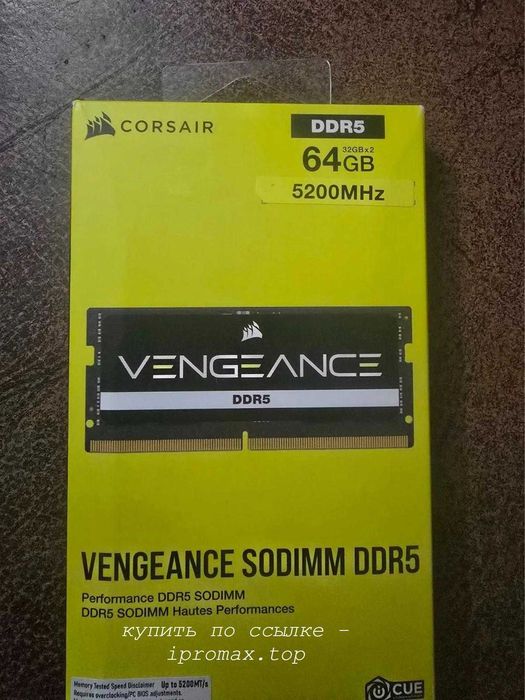 CORSAIR
DDR5
32GBx2
64GB
5200MHz
VENGEANCE
DDR5
VENGEANCE SODIMM DDR5
Performance DDR5 SODIMM
DDR5 SODIMM Hautes Performances
купить по ссылке -
ipromax.top
Memory Tested Speed Disclaimer Up to 5200MT/s
Requires overclocking/PC BIOS adjustments.
iCUE